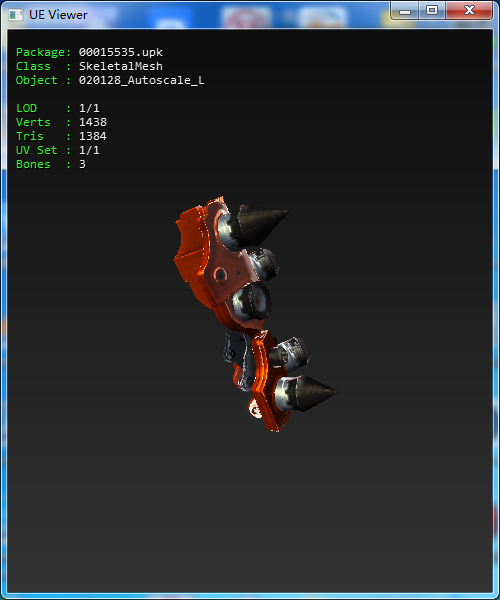 UE Viewer
Package: 00015535.upk
Class : SkeletalMesh
Object : 020128_Autoscale_L
LOD : 1/1
Verts : 1438
Tris : 1384
UV Set : 1/1
Bones : 3